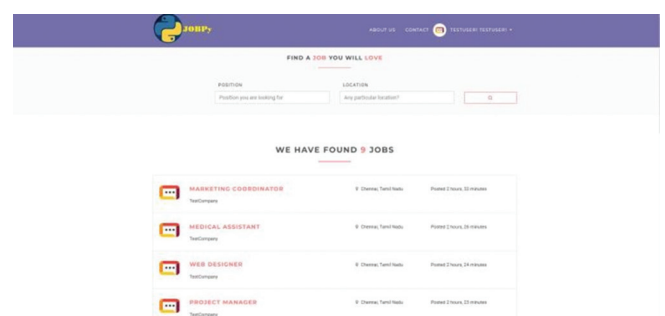 JOBPy
ABOUT US CONTACT TESTUSER1 TESTUSER1
FIND A JOB YOU WILL LOVE
POSITION LOCATION
Position you are looking for Any particular location?
WE HAVE FOUND 9 JOBS
MARKETING COORDINATOR Chennai, Tamil Nadu Posted 2 hours, 33 minutes
TestCompany
MEDICAL ASSISTANT Chennai, Tamil Nadu Posted 2 hours, 26 minutes
TestCompany
WEB DESIGNER Chennai, Tamil Nadu Posted 2 hours, 24 minutes
TestCompany
PROJECT MANAGER Chennai, Tamil Nadu Posted 2 hours, 23 minutes
TestCompany